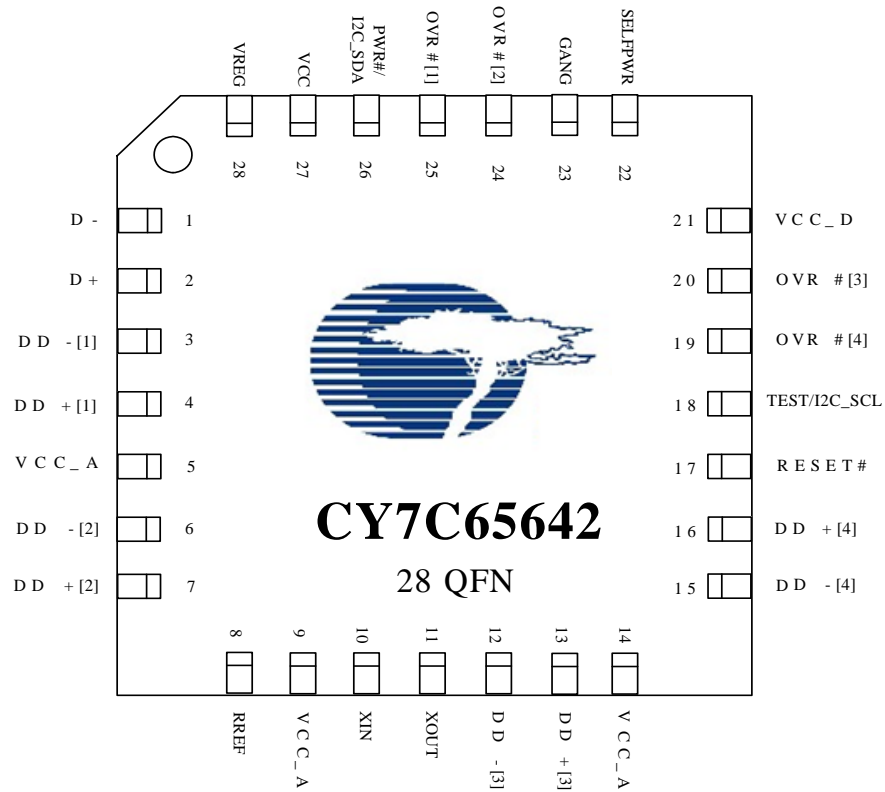 VREG
VCC
PWR#/
I2C_SDA
OVR # [1]
OVR # [2]
GANG
SELFPWR
28
27
26
25
24
23
22
D - 1
D + 2
DD - [1] 3
DD + [1] 4
VCC_A 5
DD - [2] 6
DD + [2] 7
21 VCC_D
20 OVR # [3]
19 OVR # [4]
18 TEST/I2C_SCL
17 RESET#
16 DD + [4]
15 DD - [4]
CY7C65642
28 QFN
8
9
10
11
12
13
14
RREF
VCC_A
XIN
XOUT
DD - [3]
DD + [3]
VCC_A